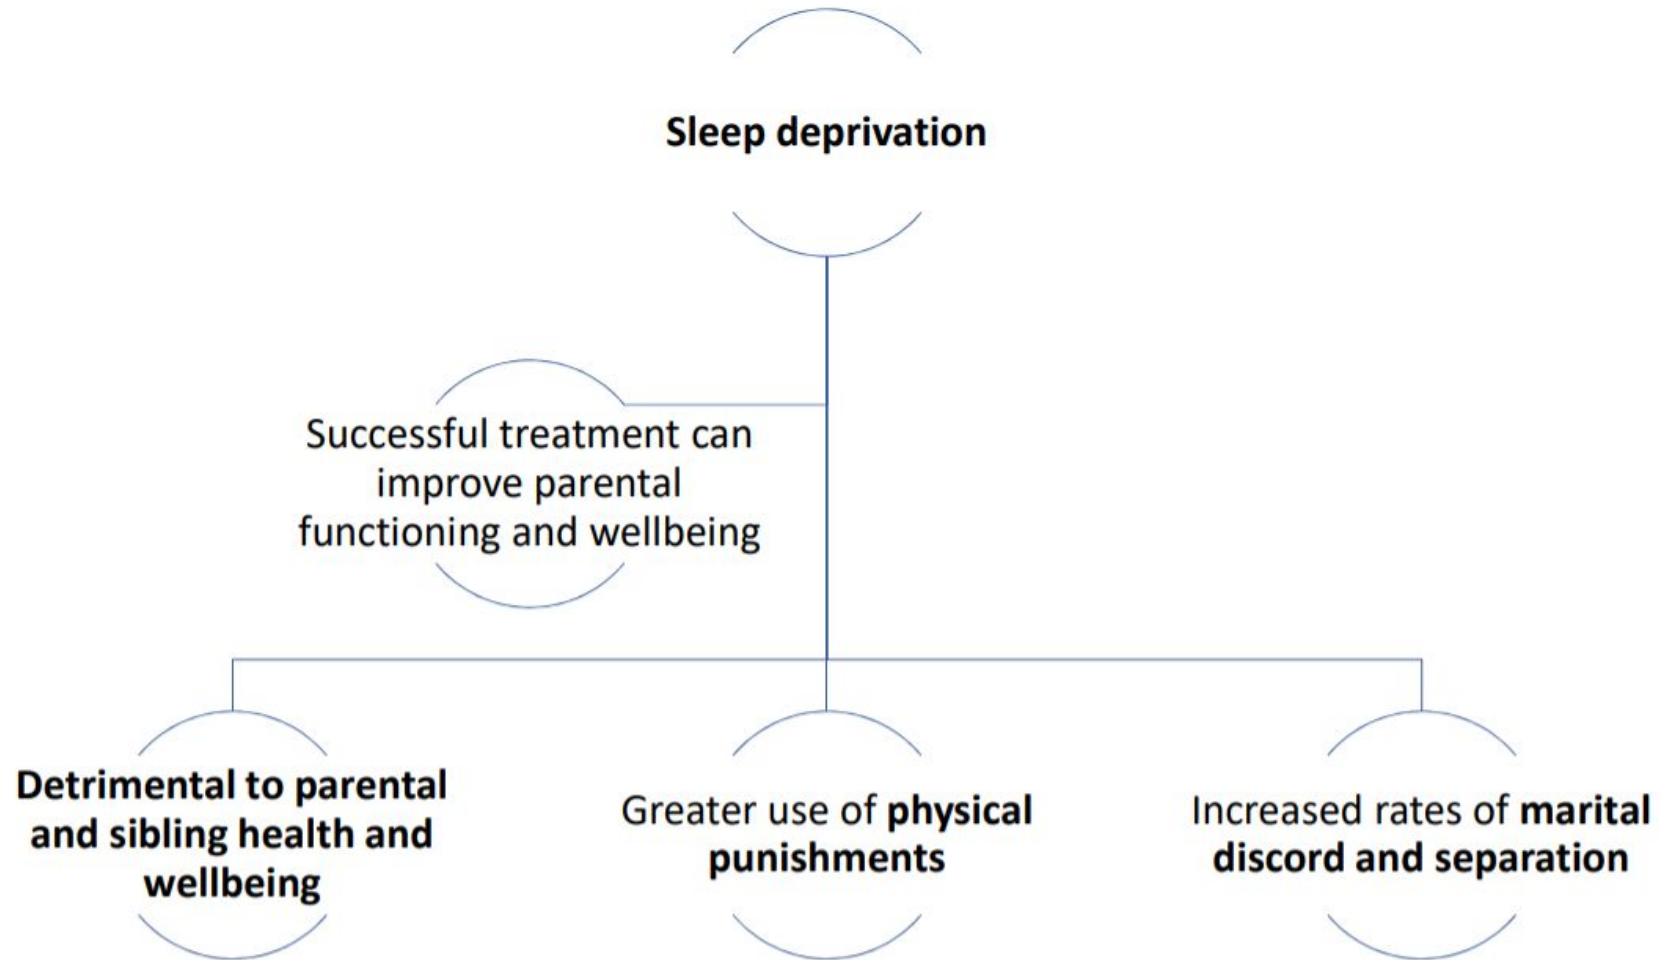 Sleep deprivation
Successful treatment can
improve parental
functioning and wellbeing
Detrimental to parental
and sibling health and
wellbeing
Greater use of physical
punishments
Increased rates of marital
discord and separation